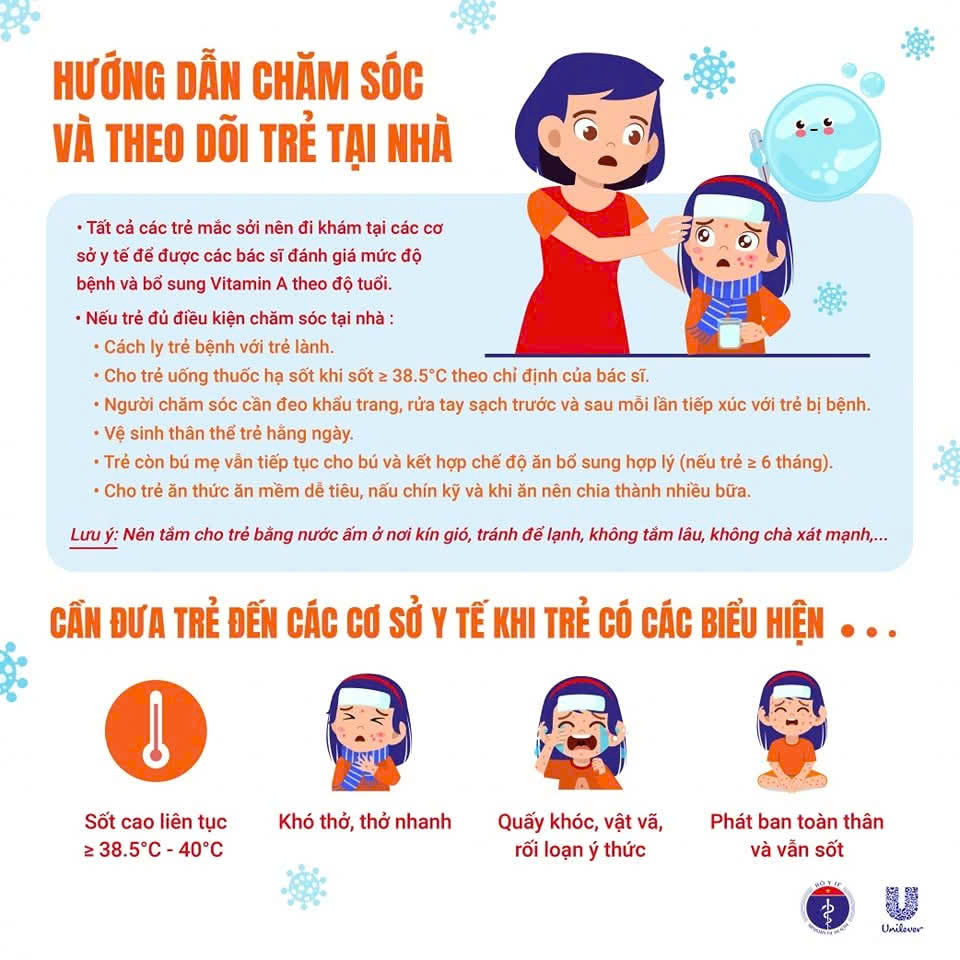 HƯỚNG DẪN CHĂM SÓC
VÀ THEO DÕI TRẺ TẠI NHÀ
• Tất cả các trẻ mắc sởi nên đi khám tại các cơ
sở y tế để được các bác sĩ đánh giá mức độ
bệnh và bổ sung Vitamin A theo độ tuổi.
• Nếu trẻ đủ điều kiện chăm sóc tại nhà :
• Cách ly trẻ bệnh với trẻ lành.
• Cho trẻ uống thuốc hạ sốt khi sốt ≥ 38.5°C theo chỉ định của bác sĩ.
• Người chăm sóc cần đeo khẩu trang, rửa tay sạch trước và sau mỗi lần tiếp xúc với trẻ bị bệnh.
• Vệ sinh thân thể trẻ hằng ngày.
• Trẻ còn bú mẹ vẫn tiếp tục cho bú và kết hợp chế độ ăn bổ sung hợp lý (nếu trẻ ≥ 6 tháng).
• Cho trẻ ăn thức ăn mềm dễ tiêu, nấu chín kỹ và khi ăn nên chia thành nhiều bữa.
Lưu ý: Nên tắm cho trẻ bằng nước ấm ở nơi kín gió, tránh để lạnh, không tắm lâu, không chà xát mạnh,...
CẦN ĐƯA TRẺ ĐẾN CÁC CƠ SỞ Y TẾ KHI TRẺ CÓ CÁC BIỂU HIỆN ...
Sốt cao liên tục
≥ 38.5°C - 40°C
Khó thở, thở nhanh
Quấy khóc, vật vã,
rối loạn ý thức
Phát ban toàn thân
và vẫn sốt
BỘ Y TẾ
MINISTRY OF HEALTH
Unilever